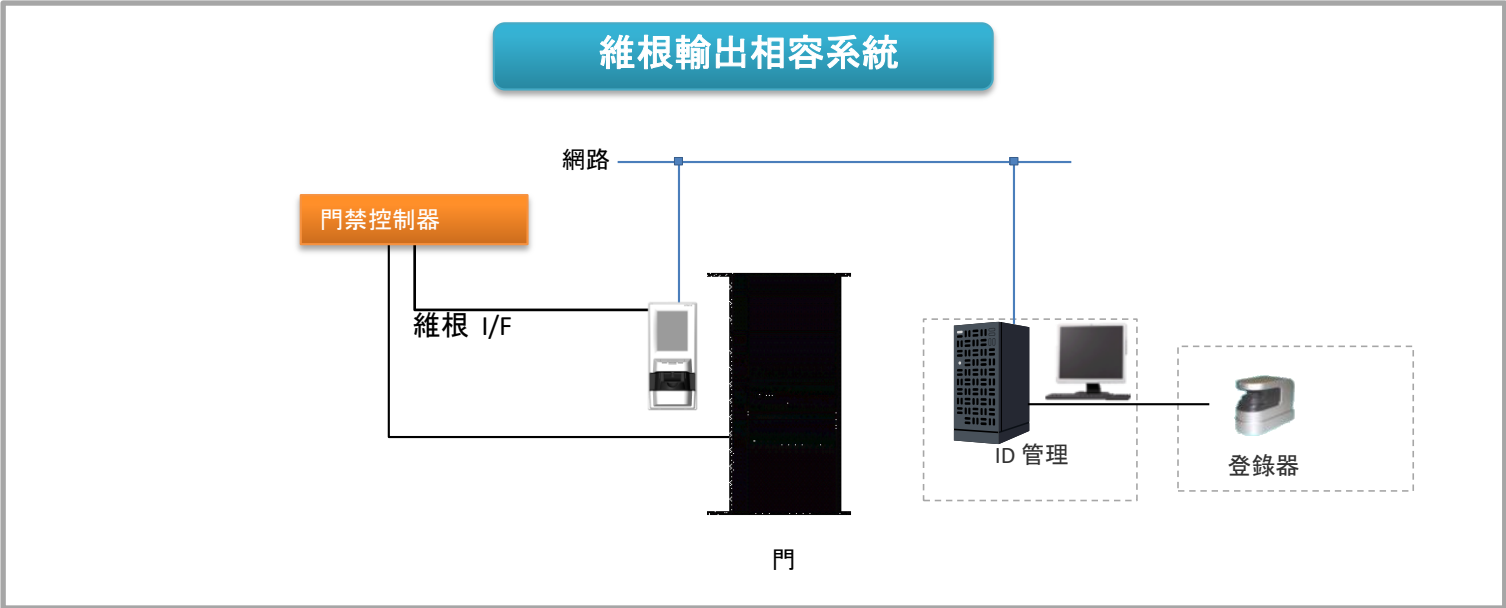 維根輸出相容系統
網路
門禁控制器
維根 I/F
ID 管理
登錄器
門